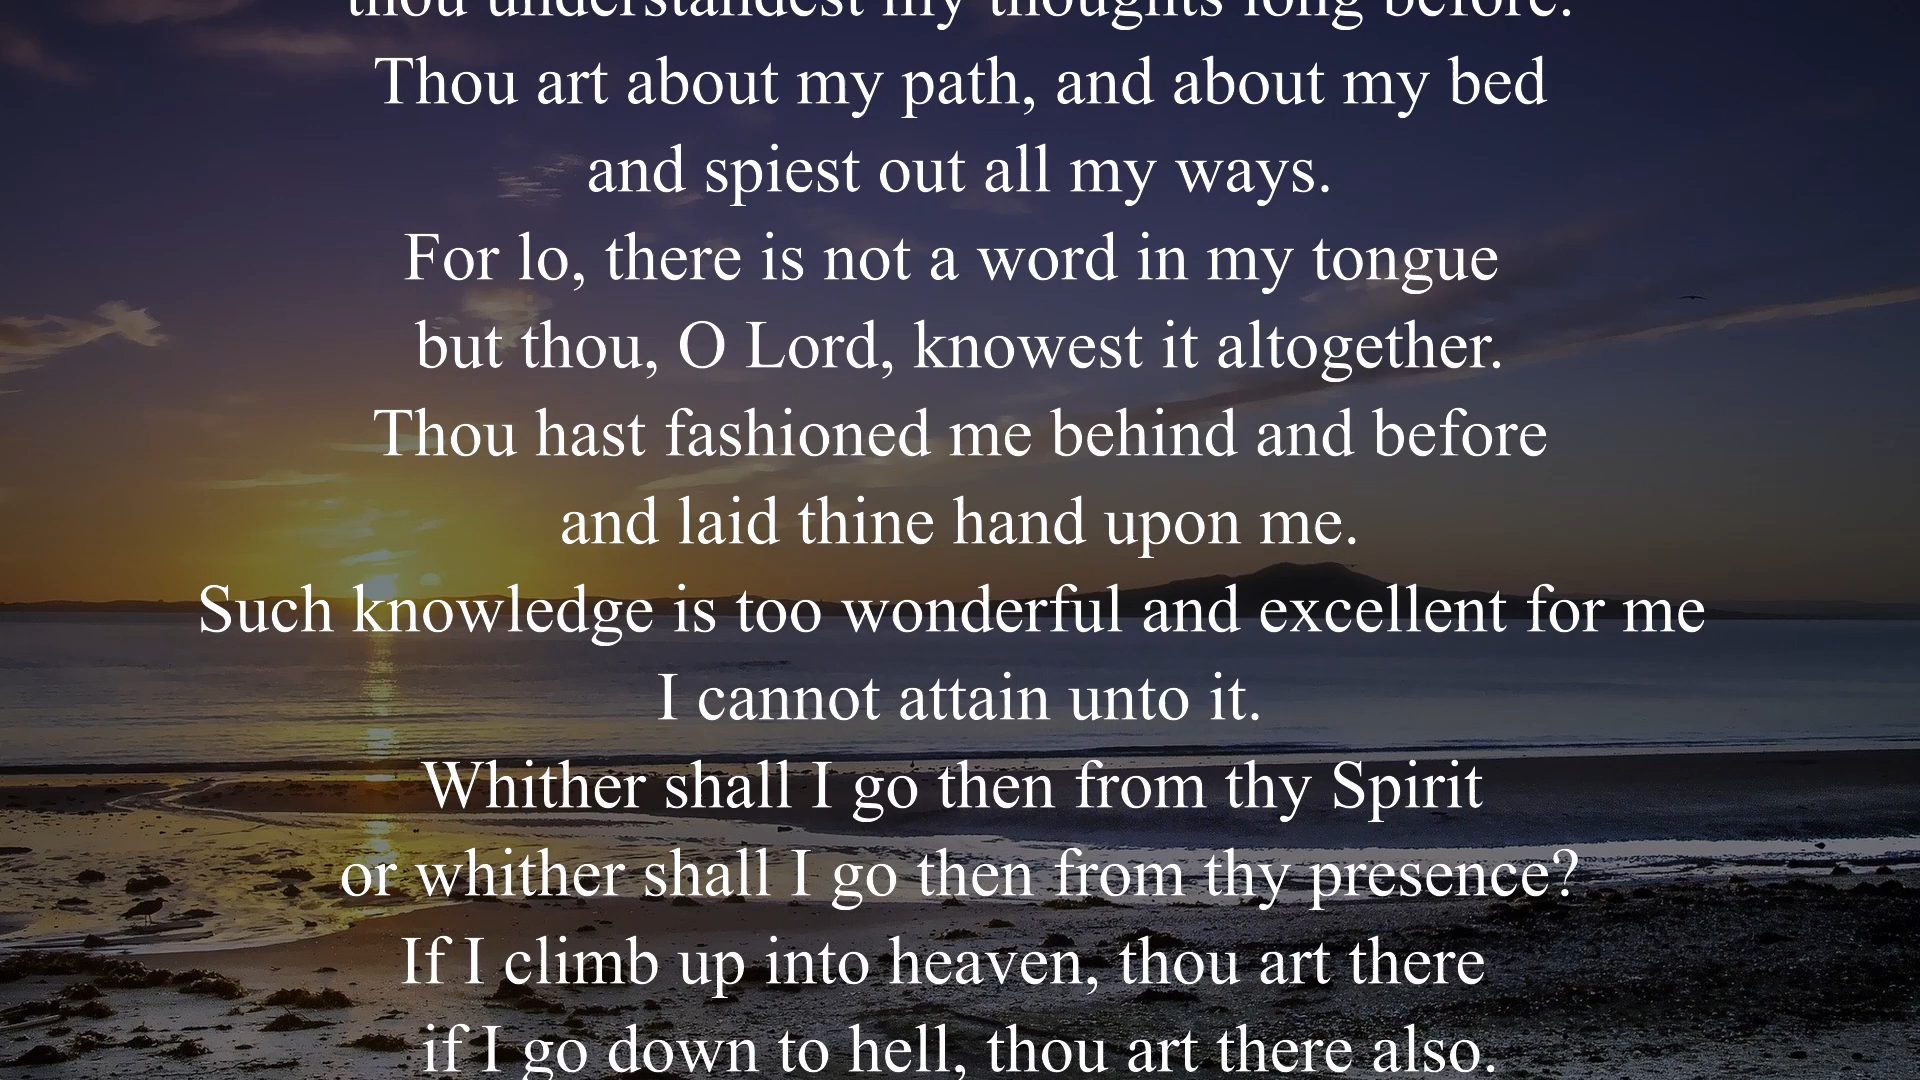 thou understandest my thoughts long before.
Thou art about my path, and about my bed
and spiest out all my ways.
For lo, there is not a word in my tongue
but thou, O Lord, knowest it altogether.
Thou hast fashioned me behind and before
and laid thine hand upon me.
Such knowledge is too wonderful and excellent for me
I cannot attain unto it.
Whither shall I go then from thy Spirit
or whither shall I go then from thy presence?
If I climb up into heaven, thou art there
if I go down to hell, thou art there also.